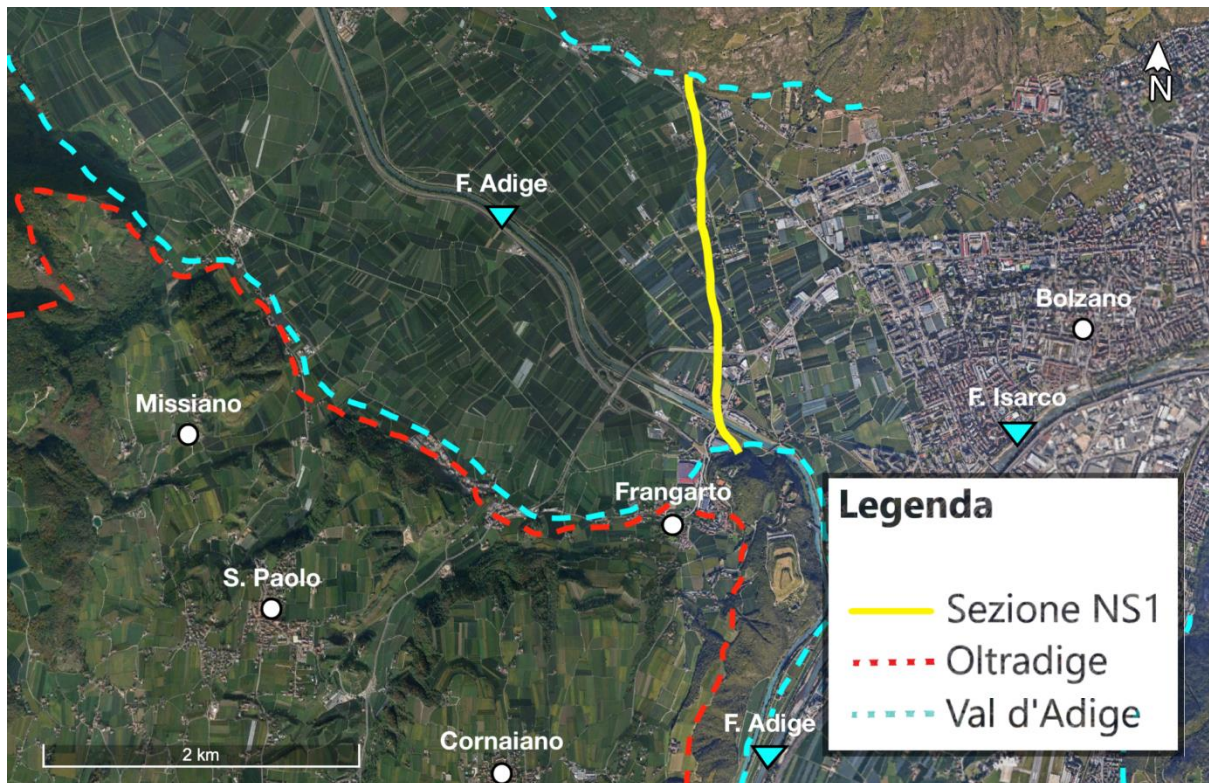 N
F. Adige
Bolzano
Missiano
F. Isarco
Frangarto
S. Paolo
Cornaiano
F. Adige
2 km
Legenda
Sezione NS1
Oltradige
Val d'Adige